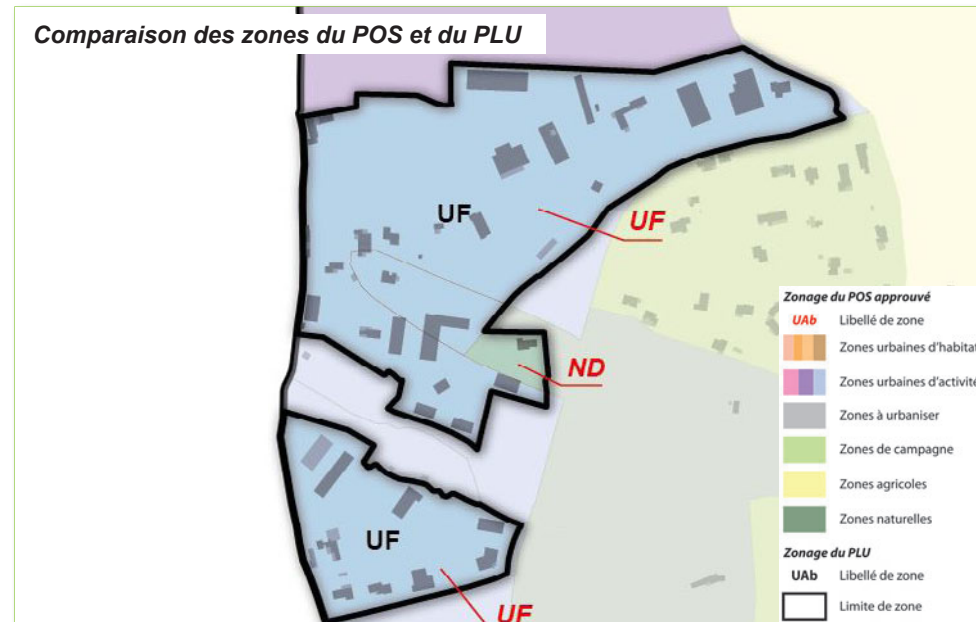 Comparaison des zones du POS et du PLU
UF
UF
ND
UF
UF
Zonage du POS approuvé
UAb Libellé de zone
Zones urbaines d'habitat
Zones urbaines d'activité
Zones à urbaniser
Zones de campagne
Zones agricoles
Zones naturelles
Zonage du PLU
UAb Libellé de zone
Limite de zone